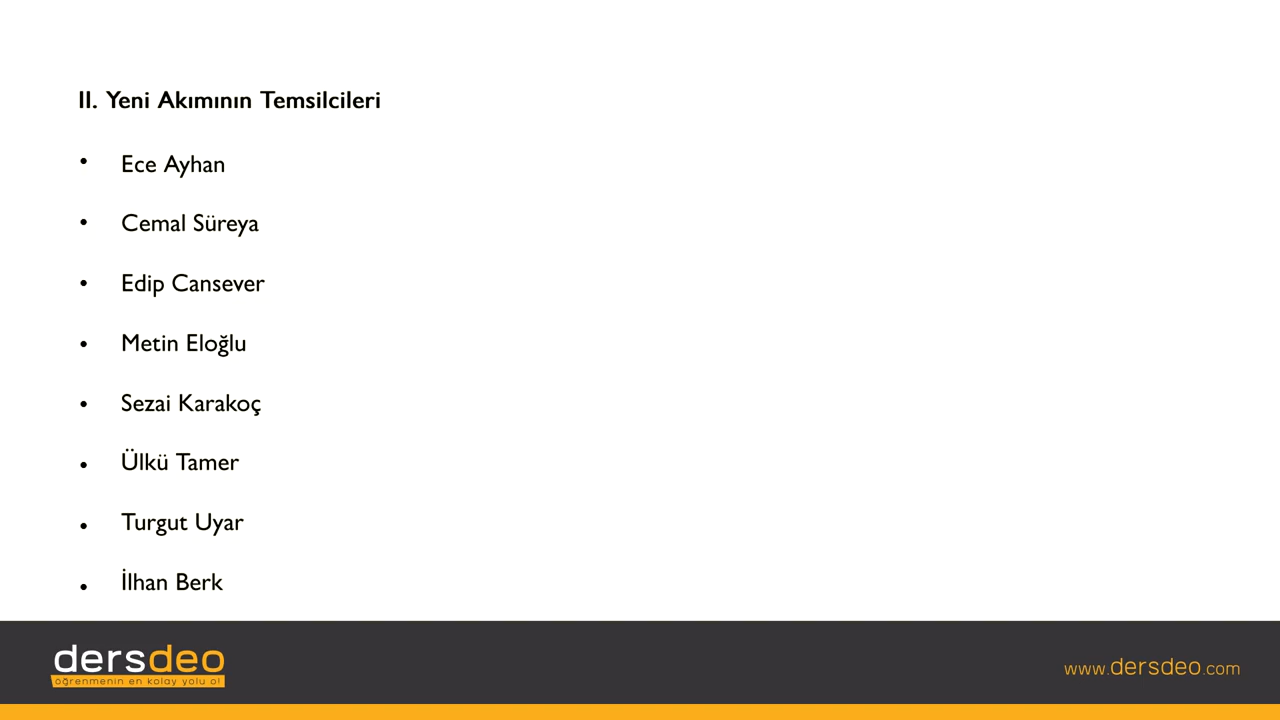 II. Yeni Akımının Temsilcileri
• Ece Ayhan
• Cemal Süreya
• Edip Cansever
• Metin Eloğlu
• Sezai Karakoç
• Ülkü Tamer
• Turgut Uyar
• İlhan Berk
dersdeo
öğrenmenin en kolay yolu o!
www.dersdeo.com